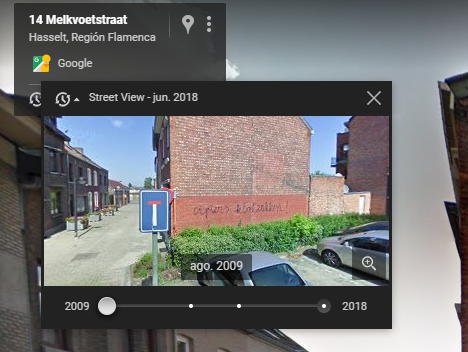 14 Melkvoetstraat
Hasselt, Región Flamenca
Google
Street View - jun. 2018
ago. 2009
2009
2018